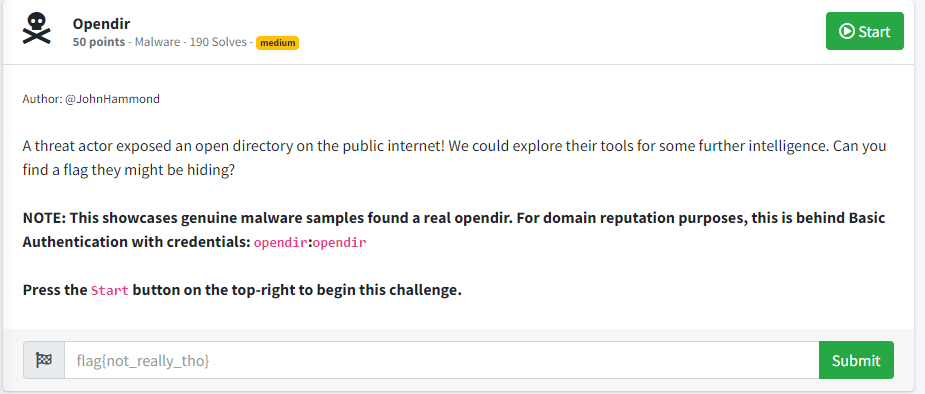 Opendir
50 points - Malware - 190 Solves - medium
Start
Author: @JohnHammond
A threat actor exposed an open directory on the public internet! We could explore their tools for some further intelligence. Can you
find a flag they might be hiding?
NOTE: This showcases genuine malware samples found a real opendir. For domain reputation purposes, this is behind Basic
Authentication with credentials: opendir:opendir
Press the Start button on the top-right to begin this challenge.
flag{not_really_tho}
Submit